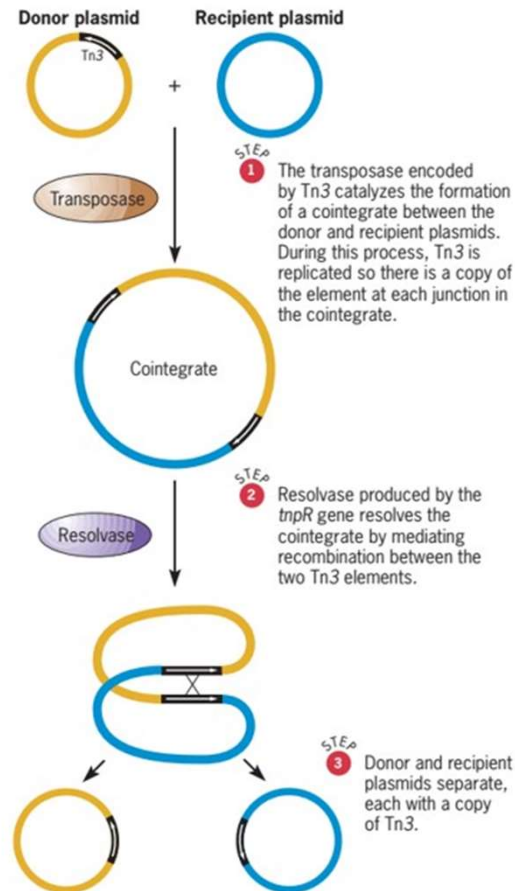 Donor plasmid
Recipient plasmid
Tn3
+
STEP
1
The transposase encoded
by Tn3 catalyzes the formation
of a cointegrate between the
donor and recipient plasmids.
During this process, Tn3 is
replicated so there is a copy of
the element at each junction in
the cointegrate.
Transposase
Cointegrate
STEP
2
Resolvase produced by the
tnpR gene resolves the
cointegrate by mediating
recombination between the
two Tn3 elements.
Resolvase
STEP
3
Donor and recipient
plasmids separate,
each with a copy
of Tn3.